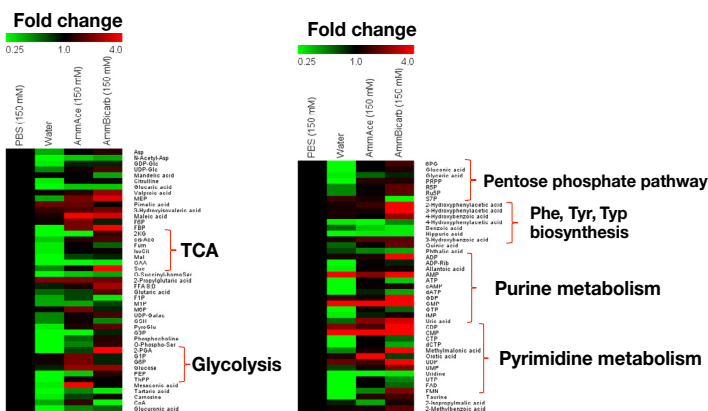 Fold change
0.25 1.0 4.0
PBS (150 mM)
Water
AmmAce (150 mM)
AmmBicarb (150 mM)
Asp
N-Acetyl-Asp
GDP-Glc
UDP-Glc
Mandelic acid
Citrulline
Glucaric acid
Valproic acid
MEP
Pimelic acid
3-Hydroxyisovaleric acid
Maleic acid
F6P
FBP
2KG
cis-Aco
Fum
IsoCit
Mal
OAA
Suc
O-Succinyl-homoSer
2-Propylglutaric acid
FFA 8:0
Glutaric acid
F1P
M1P
M6P
UDP-Galac
GSH
PyroGlu
G3P
Phosphocholine
O-Phospho-Ser
2-PGA
G1P
G6P
Glucose
PEP
ThPP
Mesaconic acid
Tartaric acid
Carnosine
CoA
Glucuronic acid
TCA
Glycolysis
Fold change
0.25 1.0 4.0
PBS (150 mM)
Water
AmmAce (150 mM)
AmmBicarb (150 mM)
6PG
Gluconic acid
Glyceric acid
PRPP
R5P
Ru5P
S7P
2-Hydroxyphenylacetic acid
3-Hydroxyphenylacetic acid
4-Hydroxybenzoic acid
4-Hydroxyphenylacetic acid
Benzoic acid
Hippuric acid
3-Hydroxybenzoic acid
Quinic acid
Phthalic acid
ADP
ADP-Rib
Allantoic acid
AMP
ATP
cAMP
dATP
GDP
GMP
GTP
IMP
Uric acid
CDP
CMP
CTP
dCTP
Methylmalonic acid
Orotic acid
UDP
UMP
Uridine
UTP
FAD
FMN
Taurine
2-Isopropylmalic acid
2-Methylbenzoic acid
Pentose phosphate pathway
Phe, Tyr, Typ
biosynthesis
Purine metabolism
Pyrimidine metabolism